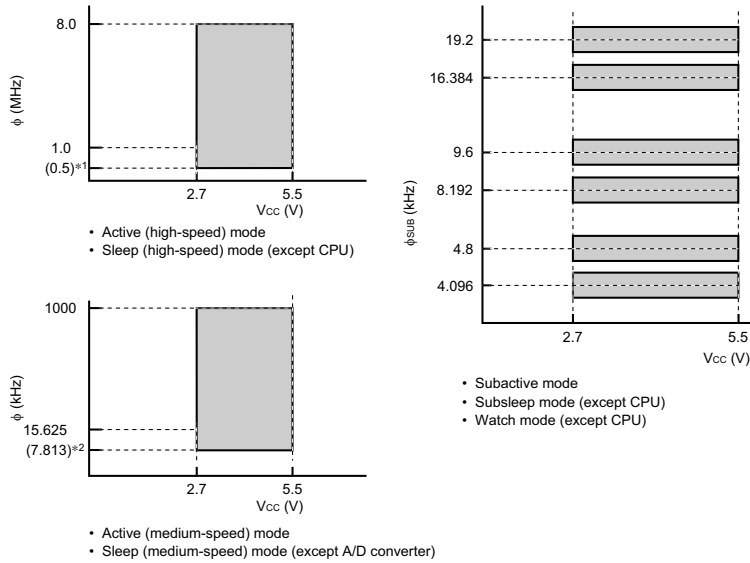 8.0
φ (MHz)
1.0
(0.5)*1
2.7
5.5
VCC (V)
• Active (high-speed) mode
• Sleep (high-speed) mode (except CPU)
1000
φ (kHz)
15.625
(7.813)*2
2.7
5.5
VCC (V)
• Active (medium-speed) mode
• Sleep (medium-speed) mode (except A/D converter)
19.2
16.384
9.6
8.192
φSUB (kHz)
4.8
4.096
2.7
5.5
VCC (V)
• Subactive mode
• Subsleep mode (except CPU)
• Watch mode (except CPU)